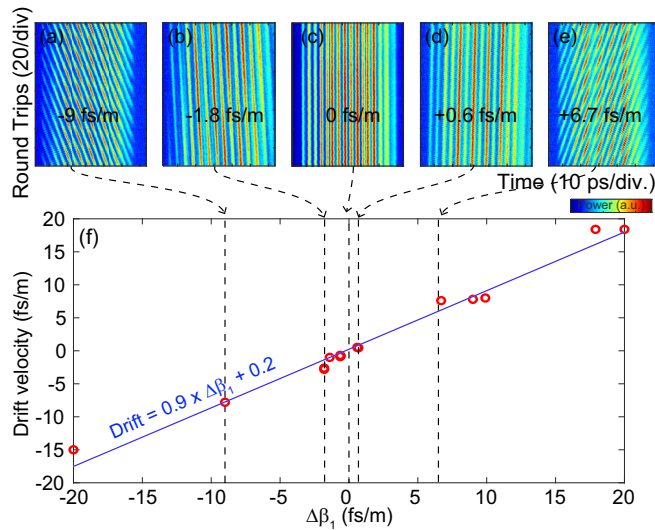 (a) (b) (c) (d) (e)
Round Trips (20/div)
-9 fs/m -1.8 fs/m 0 fs/m +0.6 fs/m +6.7 fs/m
Time (10 ps/div.)
Power (a.u.)
(f)
Drift velocity (fs/m)
20
15
10
5
0
-5
-10
-15
-20
Drift = 0.9 x Δβ1 + 0.2
-20 -15 -10 -5 0 5 10 15 20
Δβ1 (fs/m)